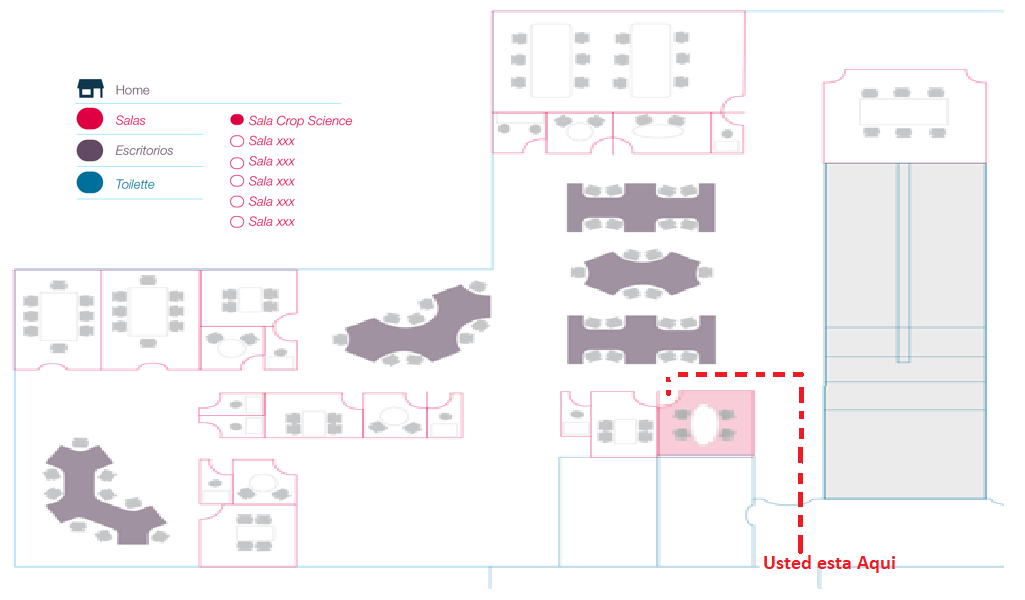 Home
Salas
Escritorios
Toilette
Sala Crop Science
Sala xxx
Sala xxx
Sala xxx
Sala xxx
Sala xxx
Usted esta Aqui